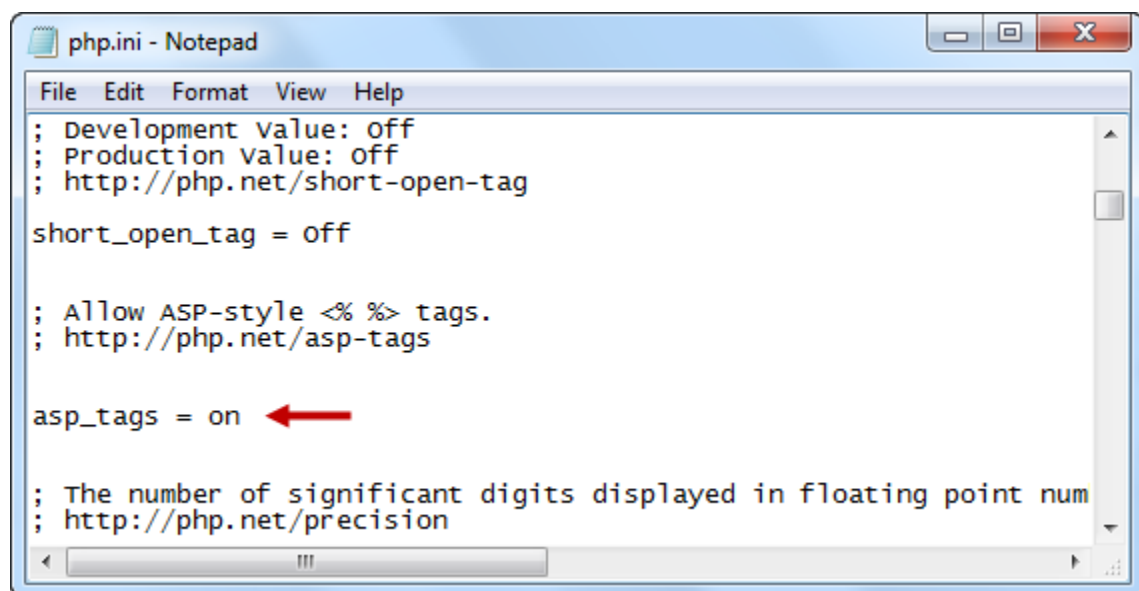 php.ini - Notepad
File Edit Format View Help
; Development Value: Off
; Production Value: Off
; http://php.net/short-open-tag
short_open_tag = Off
; Allow ASP-style <% %> tags.
; http://php.net/asp-tags
asp_tags = on
; The number of significant digits displayed in floating point num
; http://php.net/precision